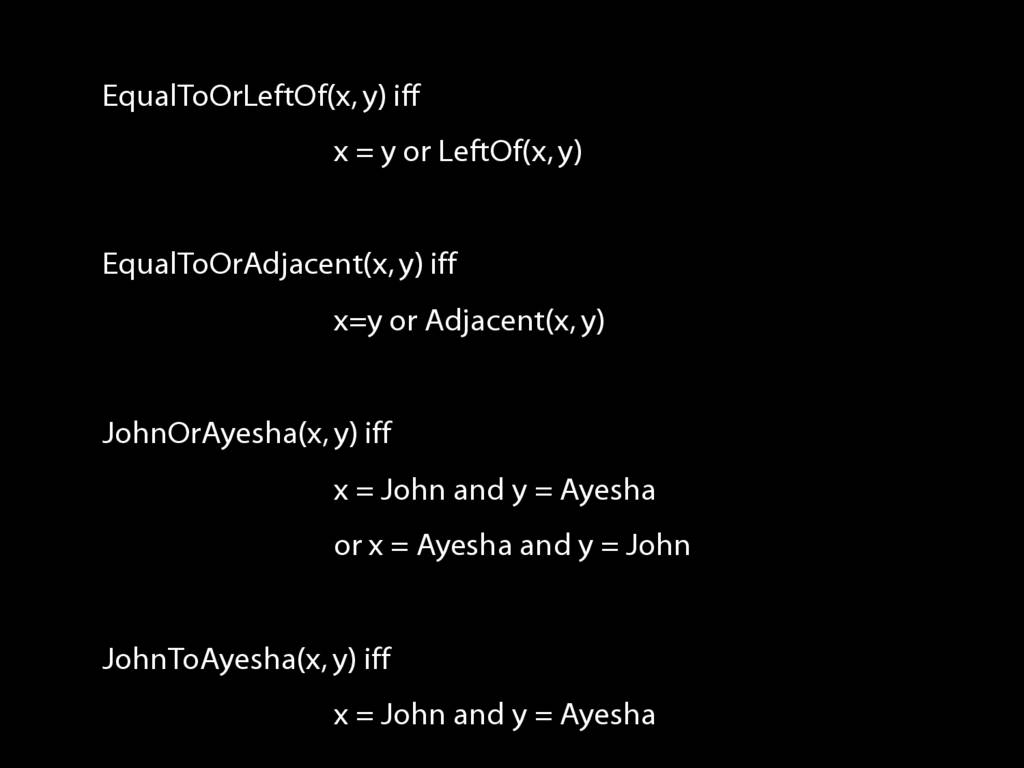 EqualToOrLeftOf(x, y) iff
x = y or LeftOf(x, y)
EqualToOrAdjacent(x, y) iff
x=y or Adjacent(x, y)
JohnOrAyesha(x, y) iff
x = John and y = Ayesha
or x = Ayesha and y = John
JohnToAyesha(x, y) iff
x = John and y = Ayesha